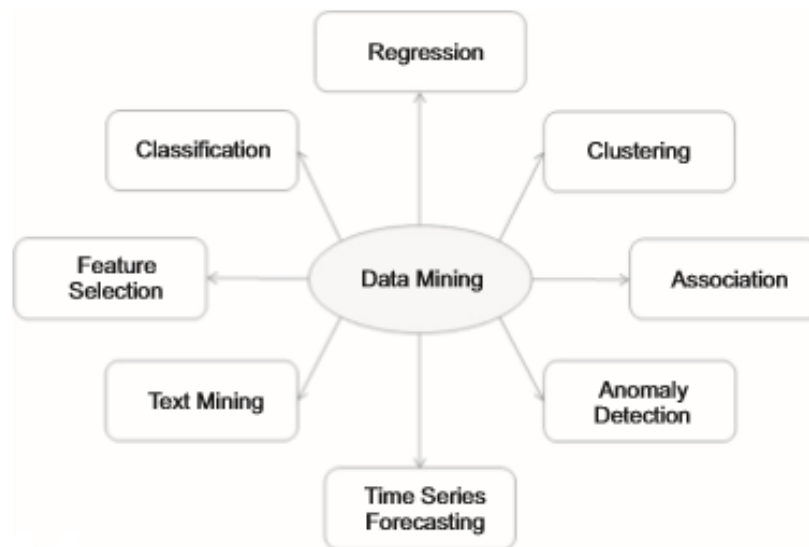 Regression
Classification
Clustering
Feature
Selection
Data Mining
Association
Text Mining
Anomaly
Detection
Time Series
Forecasting